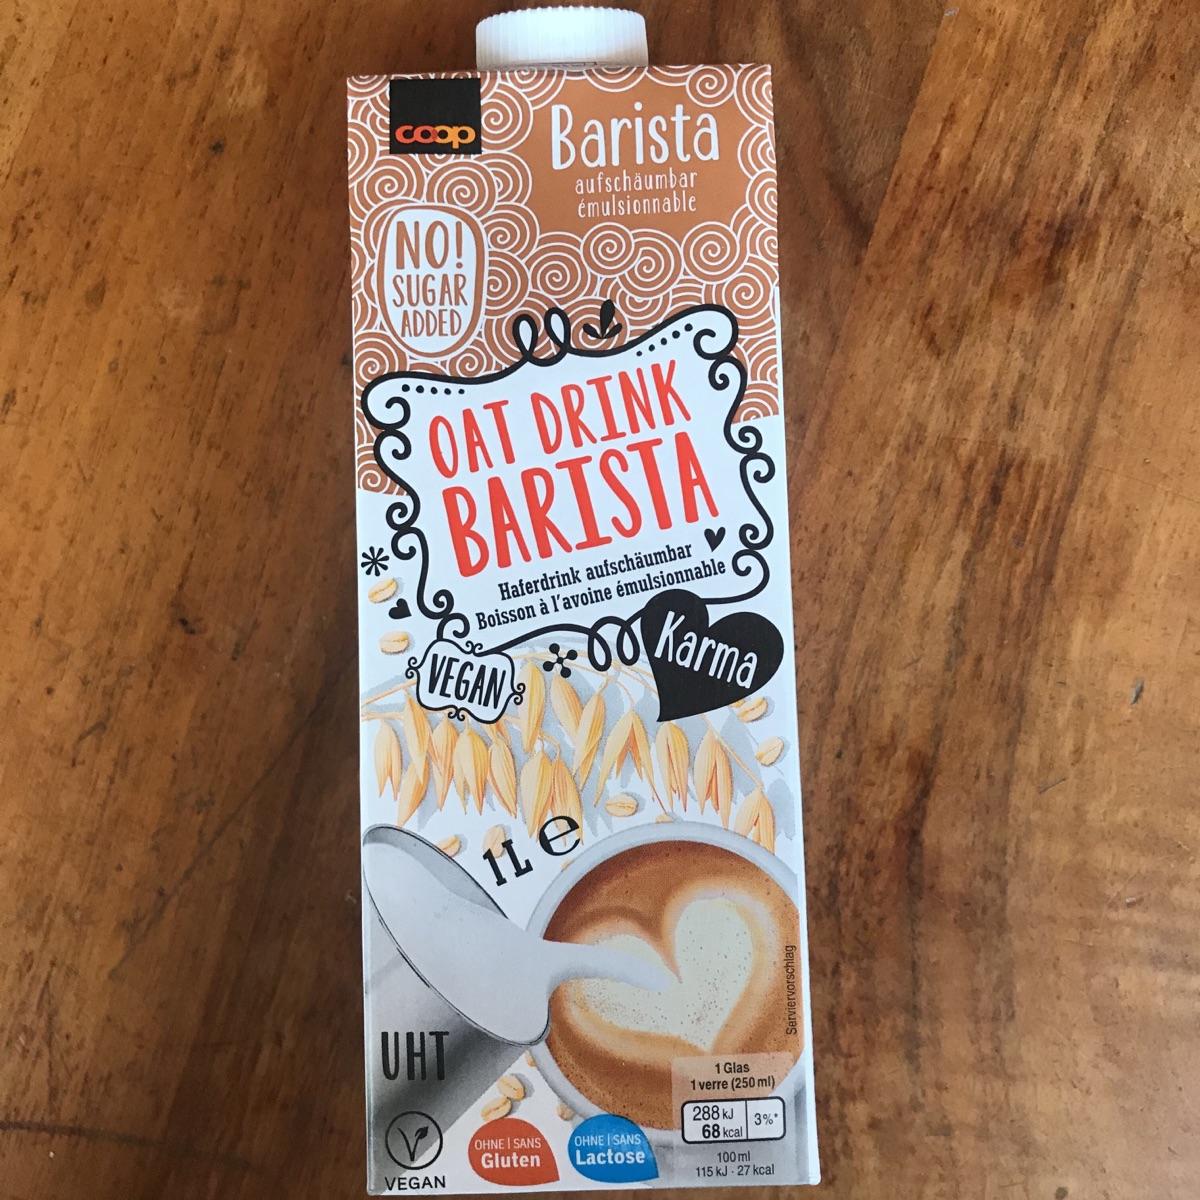 coop
Barista
aufschäumbar
émulsionnable
NO!
SUGAR
ADDED
OAT DRINK
BARISTA
Haferdrink aufschäumbar
Boisson à l'avoine émulsionnable
Karma
VEGAN
1L e
UHT
Serviervorschlag
1 Glas
1 verre (250 ml)
288 kJ
68 kcal
3%*
100 ml
115 kJ - 27 kcal
VEGAN
OHNE | SANS
Gluten
OHNE | SANS
Lactose